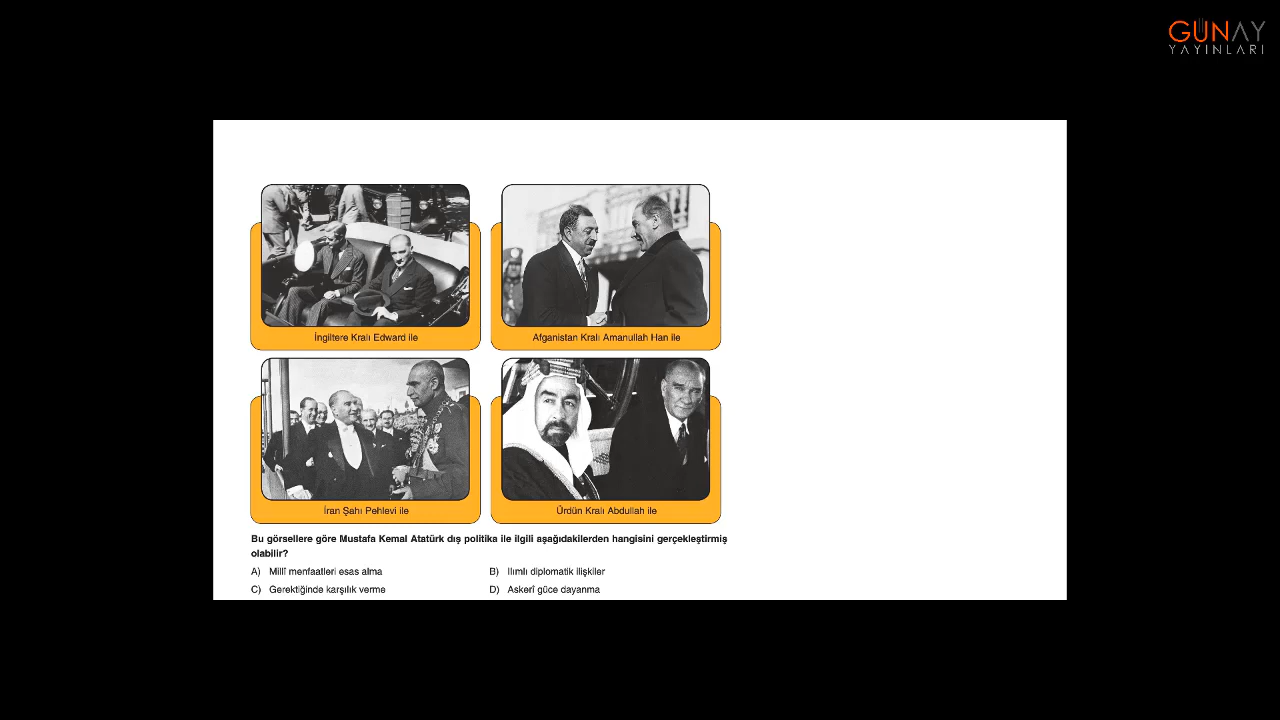 GÜNAY
YAYINLARI
İngiltere Kralı Edward ile
Afganistan Kralı Amanullah Han ile
İran Şahı Pehlevi ile
Ürdün Kralı Abdullah ile
Bu görsellere göre Mustafa Kemal Atatürk dış politika ile ilgili aşağıdakilerden hangisini gerçekleştirmiş
olabilir?
A) Millî menfaatleri esas alma
B) Ilımlı diplomatik ilişkiler
C) Gerektiğinde karşılık verme
D) Askerî güce dayanma